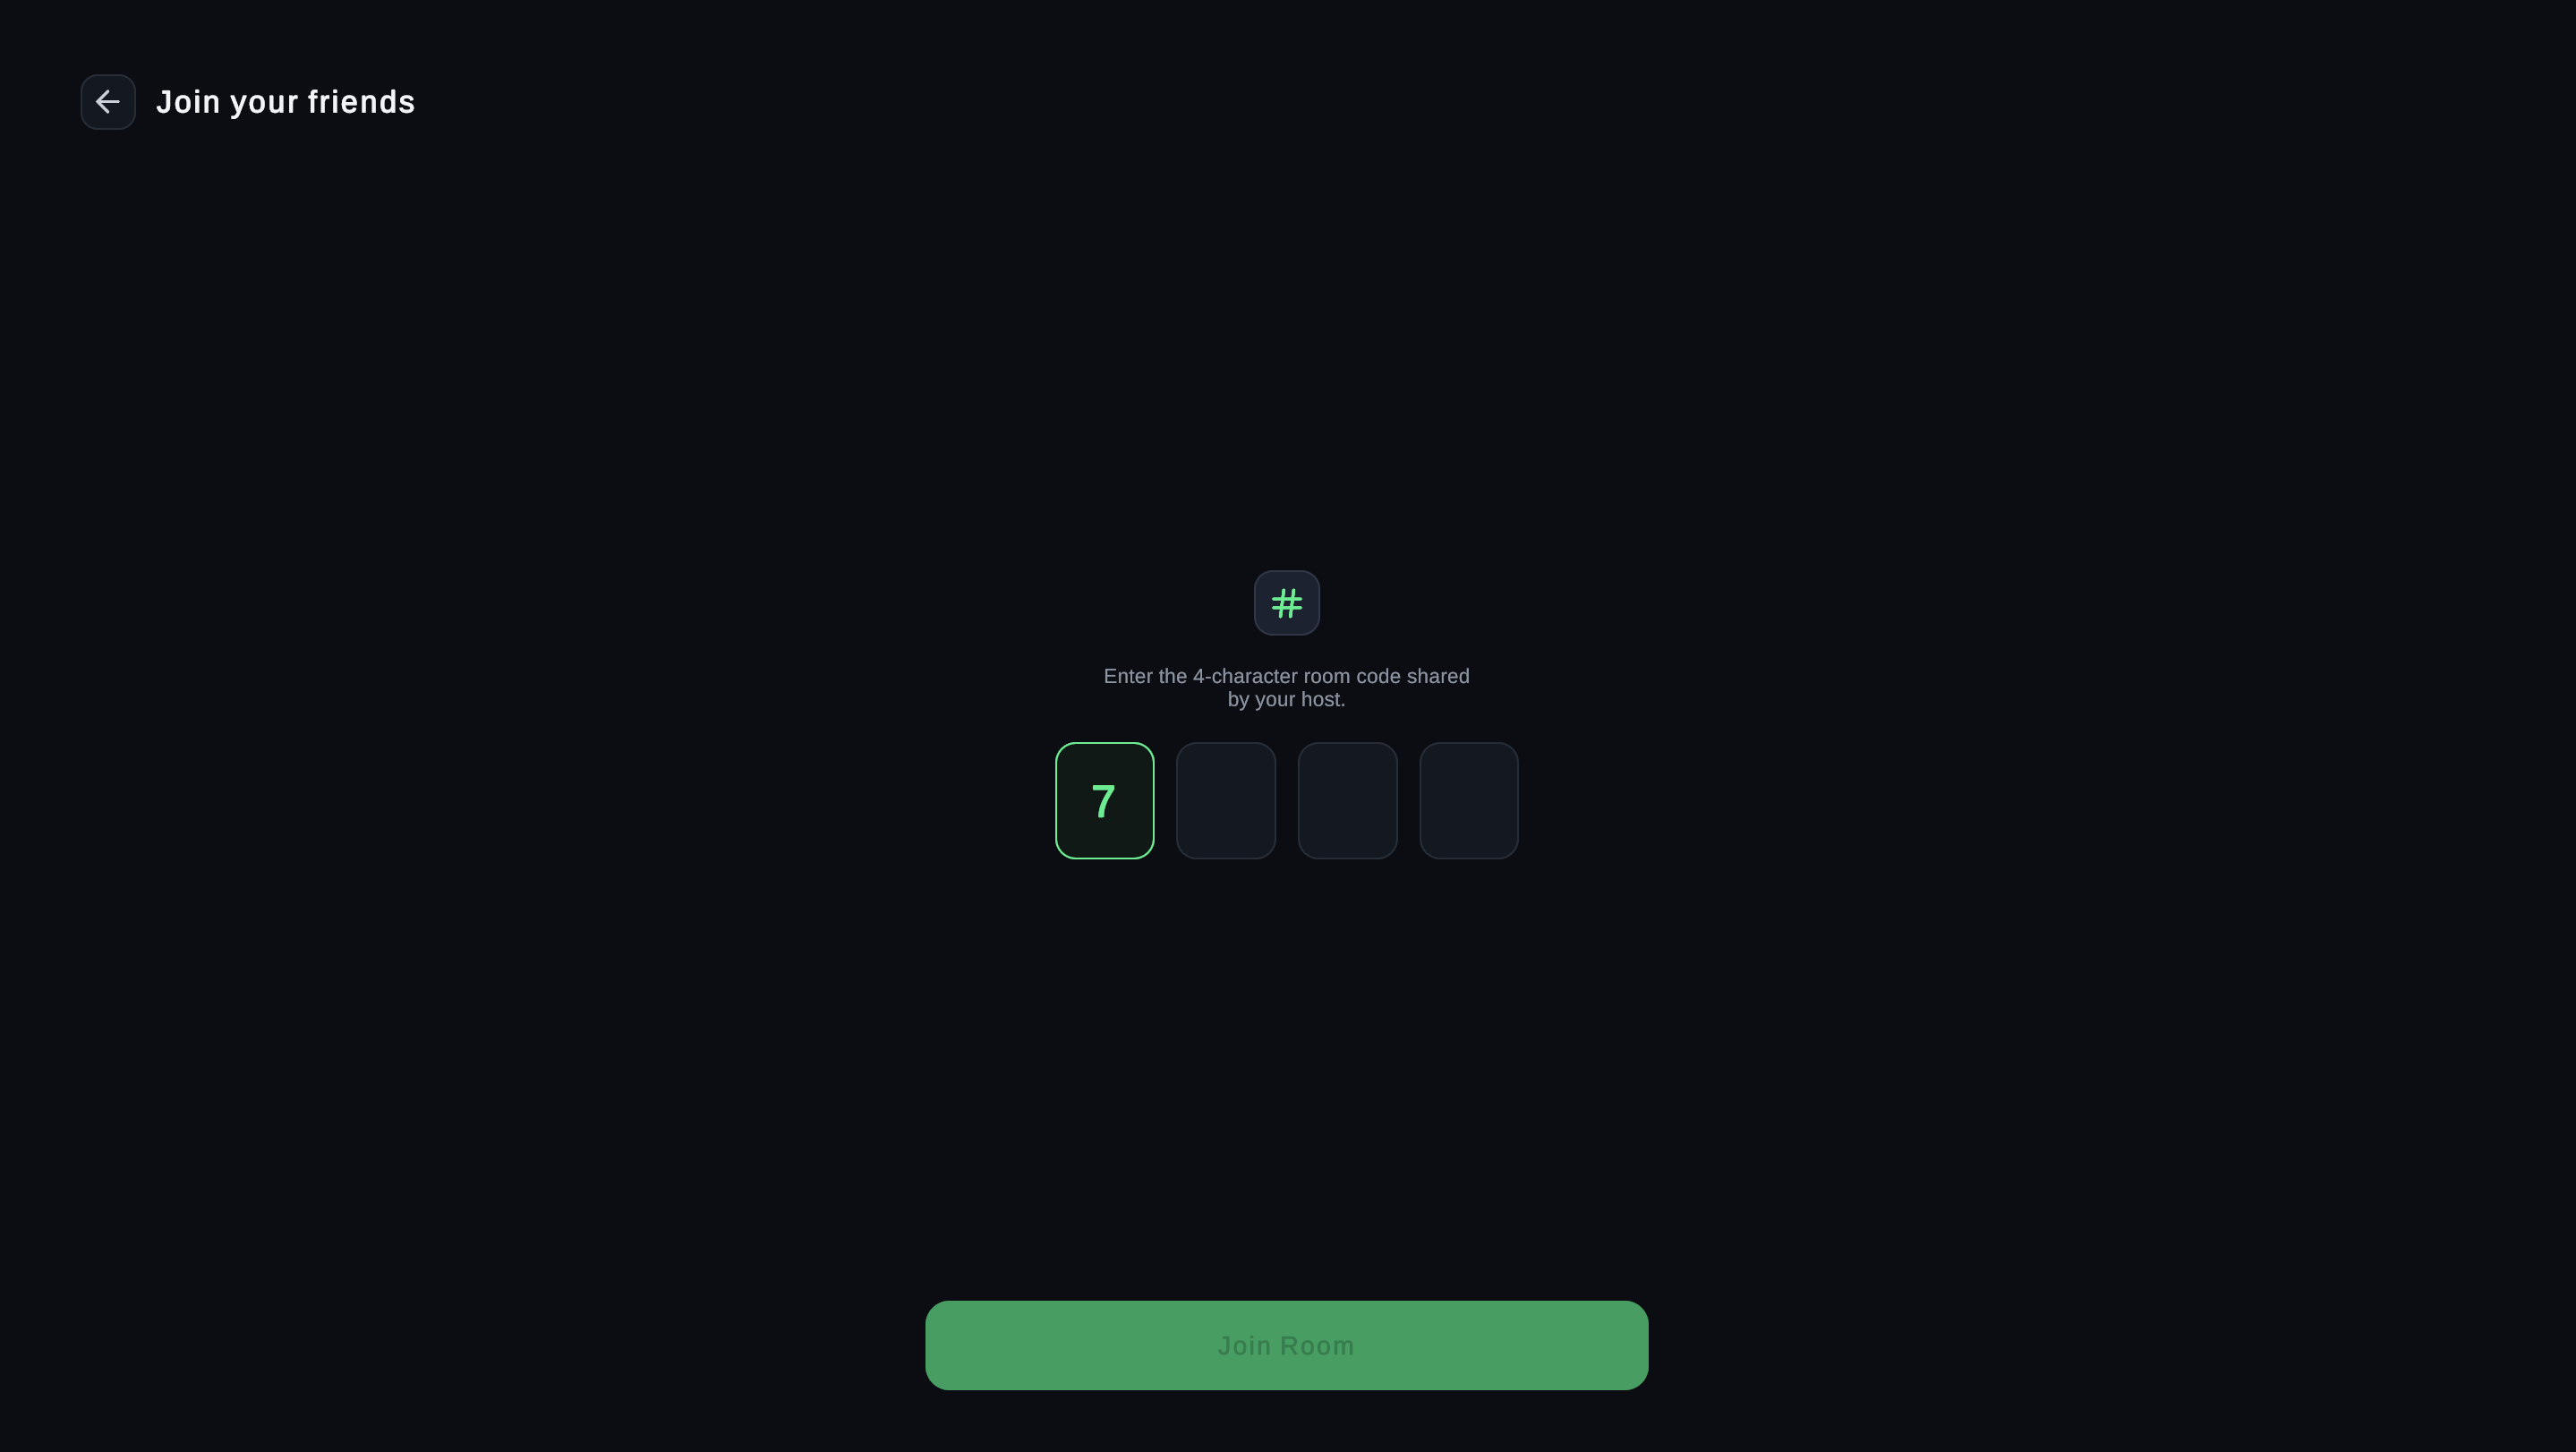 Join your friends
#
Enter the 4-character room code shared
by your host.
7
Join Room